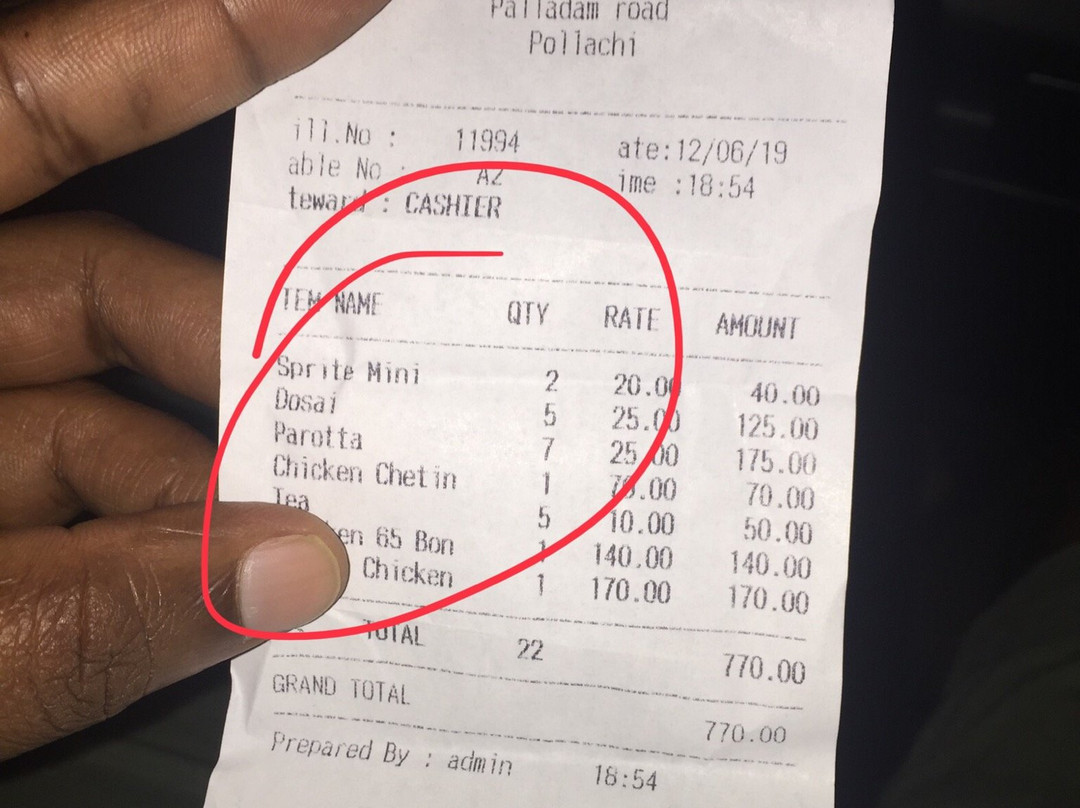 Palladam road
Pollachi
ill.No : 11994 ate:12/06/19
able No : A2 ime :18:54
teward : CASHIER
TEM NAME QTY RATE AMOUNT
Sprite Mini 2 20.00 40.00
Dosai 5 25.00 125.00
Parotta 7 25.00 175.00
Chicken Chetin 1 70.00 70.00
Tea 5 10.00 50.00
en 65 Bon 1 140.00 140.00
Chicken 1 170.00 170.00
TOTAL 22 770.00
GRAND TOTAL 770.00
Prepared By : admin 18:54